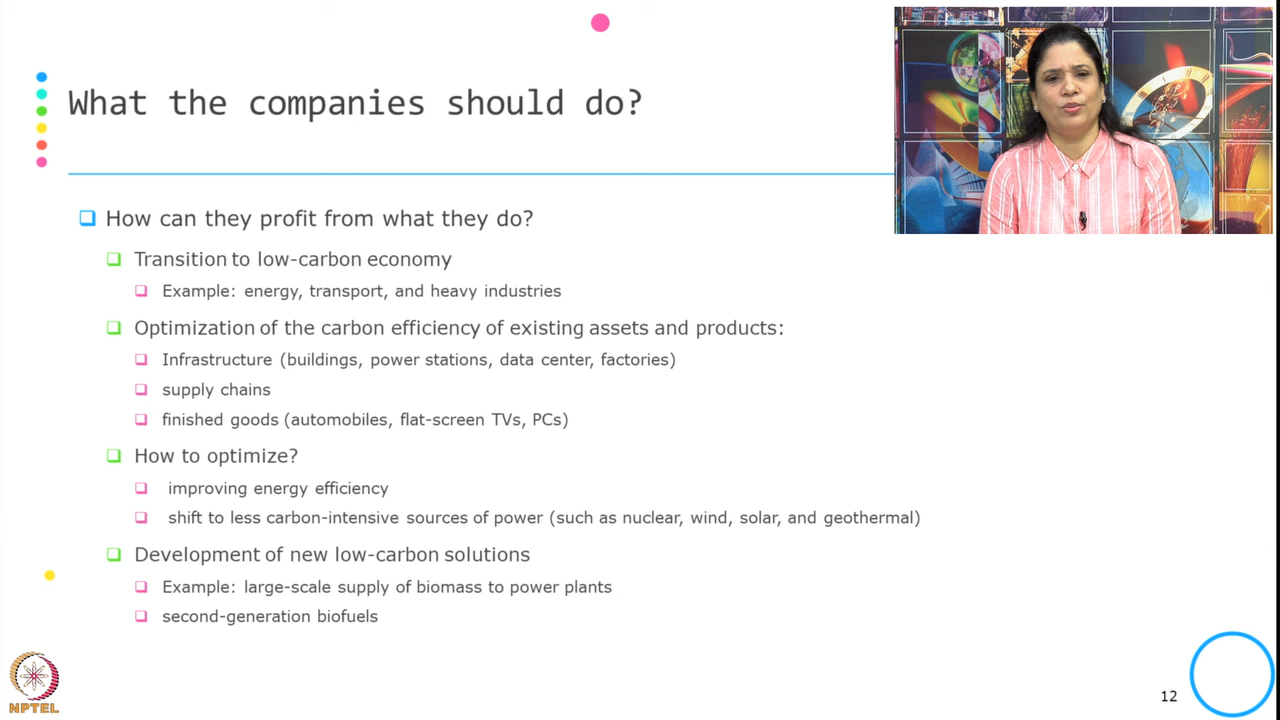 What the companies should do?
How can they profit from what they do?
Transition to low-carbon economy
Example: energy, transport, and heavy industries
Optimization of the carbon efficiency of existing assets and products:
Infrastructure (buildings, power stations, data center, factories)
supply chains
finished goods (automobiles, flat-screen TVs, PCs)
How to optimize?
improving energy efficiency
shift to less carbon-intensive sources of power (such as nuclear, wind, solar, and geothermal)
Development of new low-carbon solutions
Example: large-scale supply of biomass to power plants
second-generation biofuels
NPTEL
12